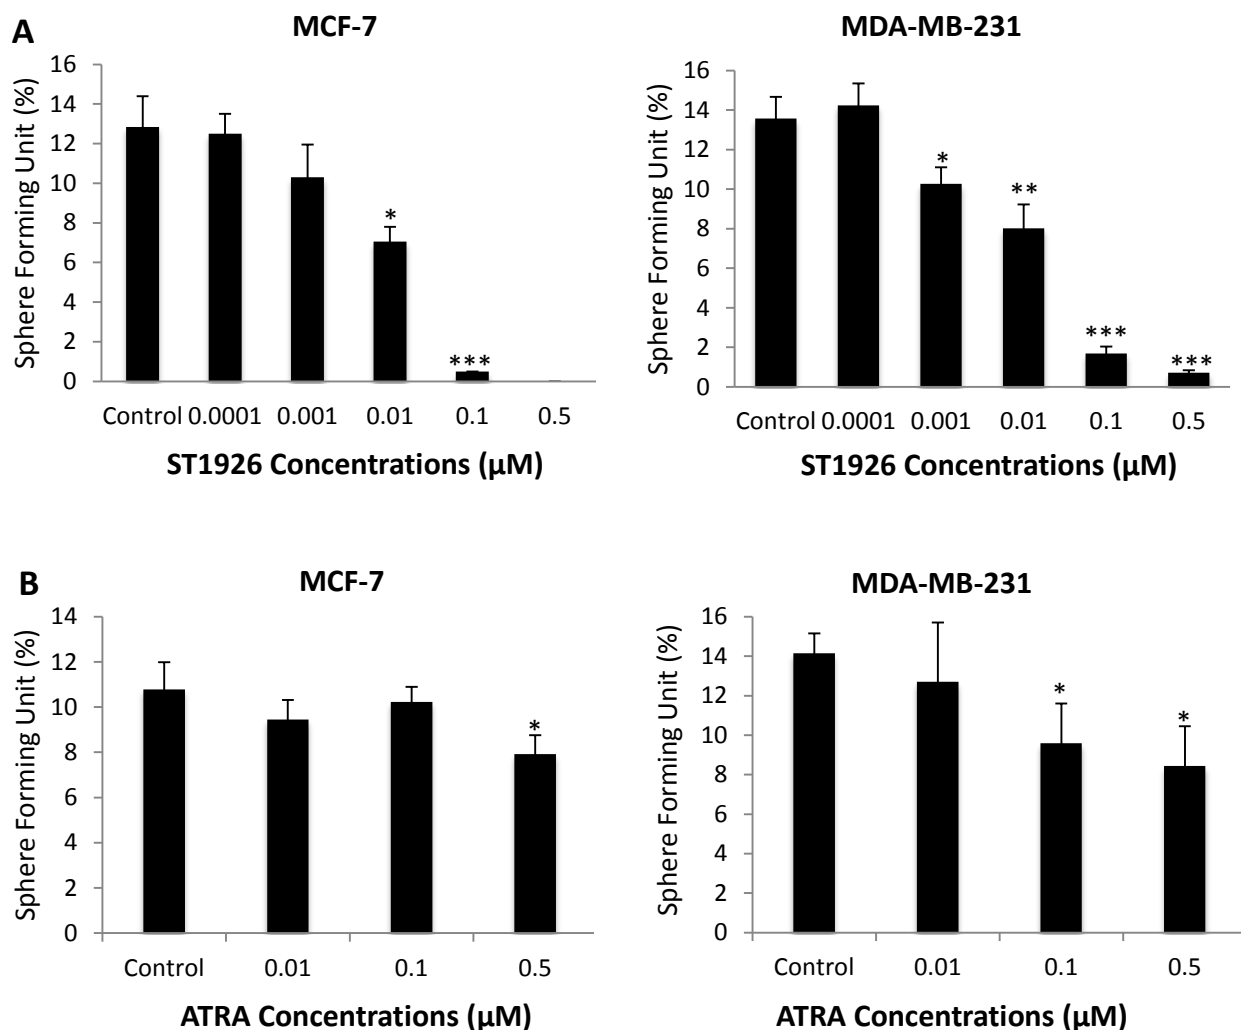 A
MCF-7
Sphere Forming Unit (%)
16
14
12
10
8
6
4
2
0
*
***
Control 0.0001 0.001 0.01 0.1 0.5
ST1926 Concentrations (µM)
MDA-MB-231
Sphere Forming Unit (%)
16
14
12
10
8
6
4
2
0
*
**
***
***
Control 0.0001 0.001 0.01 0.1 0.5
ST1926 Concentrations (µM)
B
MCF-7
Sphere Forming Unit (%)
14
12
10
8
6
4
2
0
*
Control 0.01 0.1 0.5
ATRA Concentrations (µM)
MDA-MB-231
Sphere Forming Unit (%)
16
14
12
10
8
6
4
2
0
*
*
Control 0.01 0.1 0.5
ATRA Concentrations (µM)